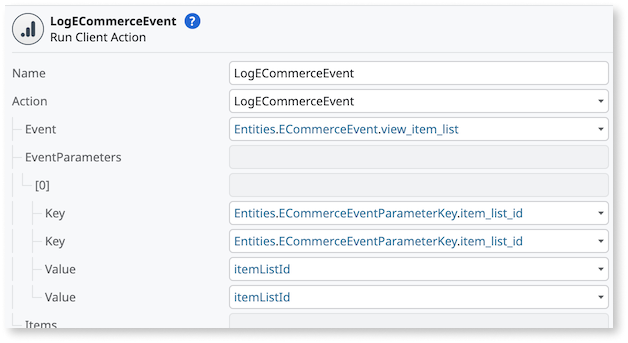 LogECommerceEvent ?
Run Client Action
Name LogECommerceEvent
Action LogECommerceEvent
Event Entities.ECommerceEvent.view_item_list
EventParameters
[0]
Key Entities.ECommerceEventParameterKey.item_list_id
Key Entities.ECommerceEventParameterKey.item_list_id
Value itemListId
Value itemListId
Items